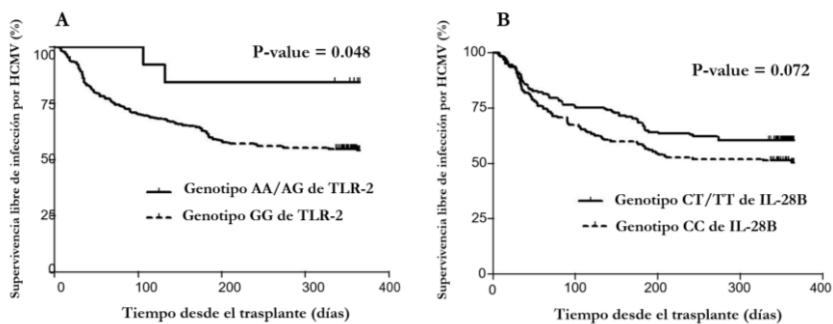 A
Supervivencia libre de infección por HCMV (%)
P-value = 0.048
100
75
50
25
0
Genotipo AA/AG de TLR-2
Genotipo GG de TLR-2
0 100 200 300 400
Tiempo desde el trasplante (días)
B
Supervivencia libre de infección por HCMV (%)
P-value = 0.072
100
75
50
25
0
Genotipo CT/TT de IL-28B
Genotipo CC de IL-28B
0 100 200 300 400
Tiempo desde el trasplante (días)